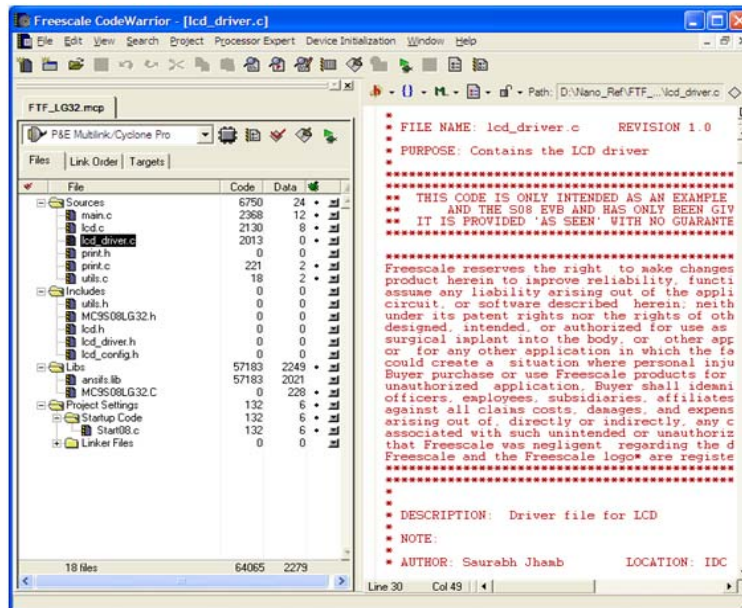 Freescale CodeWarrior - [lcd_driver.c]
File Edit View Search Project Processor Expert Device Initialization Window Help
FTF_LG32.mcp
P&E Multilink/Cyclone Pro
Files Link Order Targets
File Code Data
Sources 6750 24
main.c 2368 12
lcd.c 2130 8
lcd_driver.c 2013 0
print.h 0 0
print.c 221 2
utils.c 18 2
Includes 0 0
utils.h 0 0
MC9S08LG32.h 0 0
lcd.h 0 0
lcd_driver.h 0 0
lcd_config.h 0 0
Libs 57183 2249
ansifs.lib 57183 2021
MC9S08LG32.C 0 228
Project Settings 132 6
Startup Code 132 6
Start08.c 132 6
Linker Files 0 0
18 files 64065 2279
Path: D:\Nano_Ref\FTF_...\lcd_driver.c
*
* FILE NAME: lcd_driver.c REVISION 1.0
*
* PURPOSE: Contains the LCD driver
*
** THIS CODE IS ONLY INTENDED AS AN EXAMPLE
** AND THE S08 EVB AND HAS ONLY BEEN GIV
** IT IS PROVIDED 'AS SEEN' WITH NO GUARANTE
Freescale reserves the right to make changes
product herein to improve reliability, functi
assume any liability arising out of the appli
circuit, or software described herein; neith
under its patent rights nor the rights of oth
designed, intended, or authorized for use as
surgical implant into the body, or other app
or for any other application in which the fa
could create a situation where personal inju
Buyer purchase or use Freescale products for
unauthorized application, Buyer shall idemni
officers, employees, subsidiaries, affiliates
against all claims costs, damages, and expens
arising out of, directly or indirectly, any c
associated with such unintended or unauthoriz
that Freescale was negligent regarding the d
Freescale and the Freescale logo* are registe
*
* DESCRIPTION: Driver file for LCD
*
* NOTE:
*
* AUTHOR: Saurabh Jhamb LOCATION: IDC
Line 30 Col 49